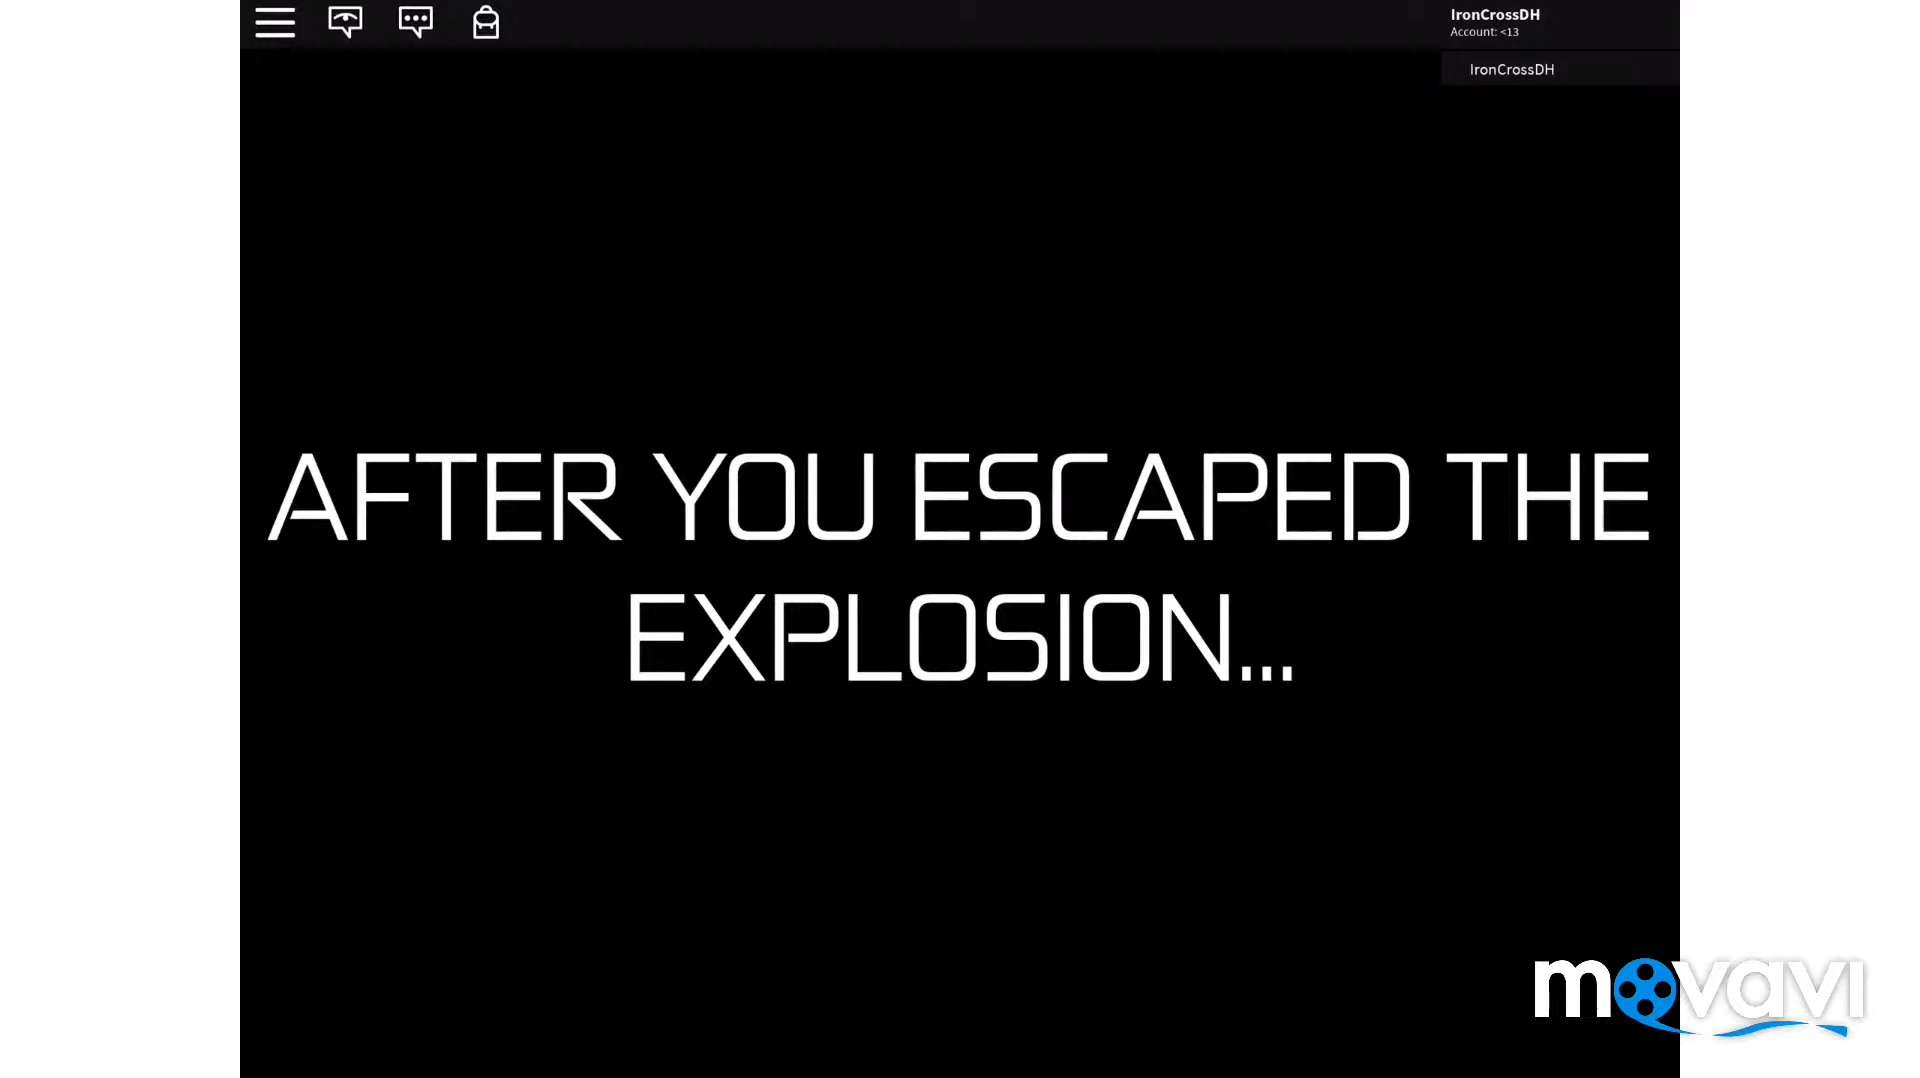 IronCrossDH
Account: <13
IronCrossDH
AFTER YOU ESCAPED THE
EXPLOSION...
movavi